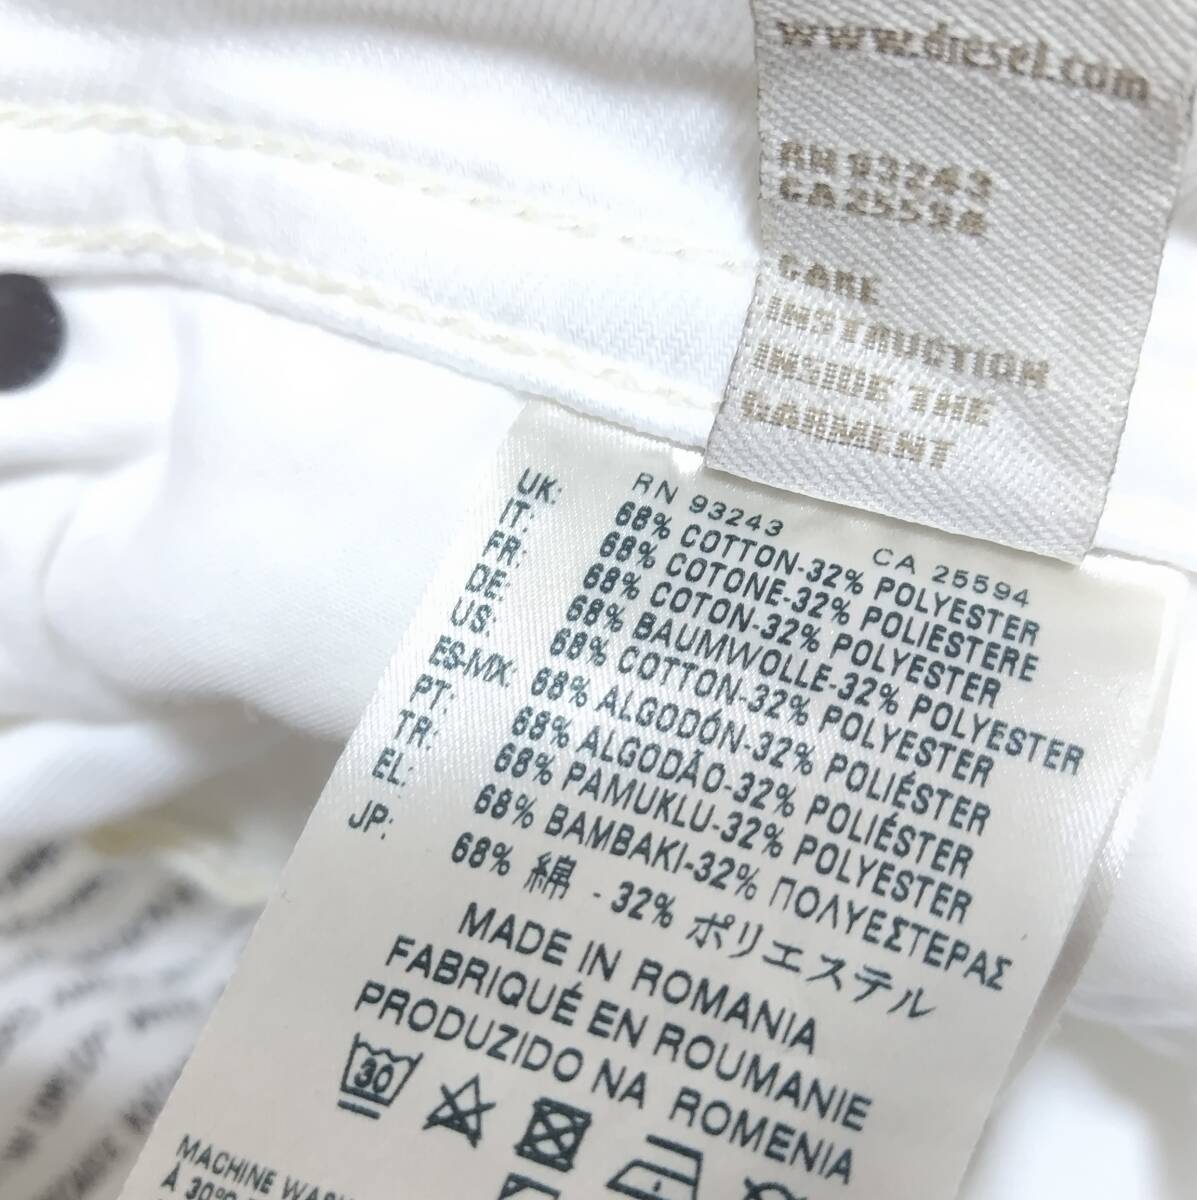 www.diesel.com
RN 93243
CA 25594
CARE
INSTRUCTION
INSIDE THE
GARMENT
RN 93243 CA 25594
UK: 68% COTTON-32% POLYESTER
IT: 68% COTONE-32% POLIESTERE
FR: 68% COTON-32% POLYESTER
DE: 68% BAUMWOLLE-32% POLYESTER
US: 68% COTTON-32% POLYESTER
ES-MX: 68% ALGODÓN-32% POLIÉSTER
PT: 68% ALGODÃO-32% POLIÉSTER
TR: 68% PAMUKLU-32% POLYESTER
EL: 68% BAMBAKI-32% ΠΟΛΥΕΣΤΕΡΑΣ
JP: 68% 綿 - 32% ポリエステル
MADE IN ROMANIA
FABRIQUÉ EN ROUMANIE
PRODUZIDO NA ROMENIA
30
MACHINE WASH
À 30°